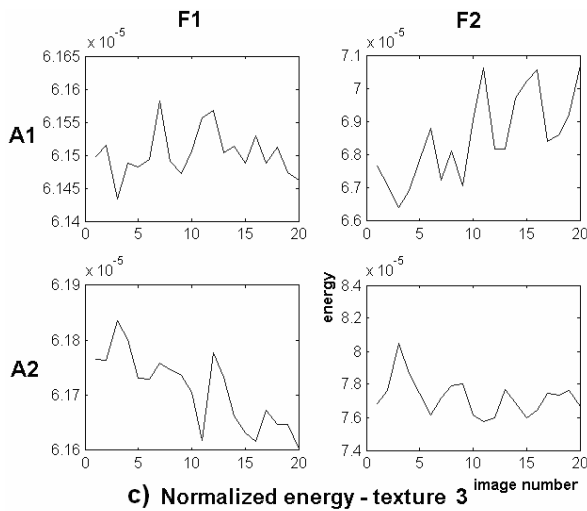 F1 F2
x 10⁻⁵ x 10⁻⁵
6.1665 7.1
6.166
7
6.1655
6.9
A1
6.15 6.8
6.145 6.7
6.14 6.6
0 5 10 15 20 0 5 10 15 20
x 10⁻⁵ x 10⁻⁵
6.19 8.4
energy
8.2
6.18
8
A2
6.17 7.8
7.6
6.16 7.4
0 5 10 15 20 0 5 10 15 20
image number
c) Normalized energy - texture 3